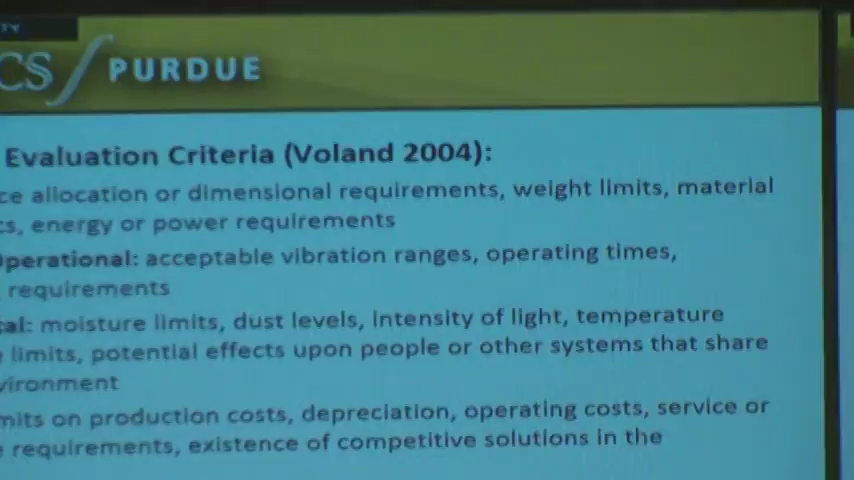 TY
CS PURDUE
Evaluation Criteria (Voland 2004):
ce allocation or dimensional requirements, weight limits, material
cs, energy or power requirements
Operational: acceptable vibration ranges, operating times,
requirements
tal: moisture limits, dust levels, intensity of light, temperature
e limits, potential effects upon people or other systems that share
vironment
mits on production costs, depreciation, operating costs, service or
e requirements, existence of competitive solutions in the